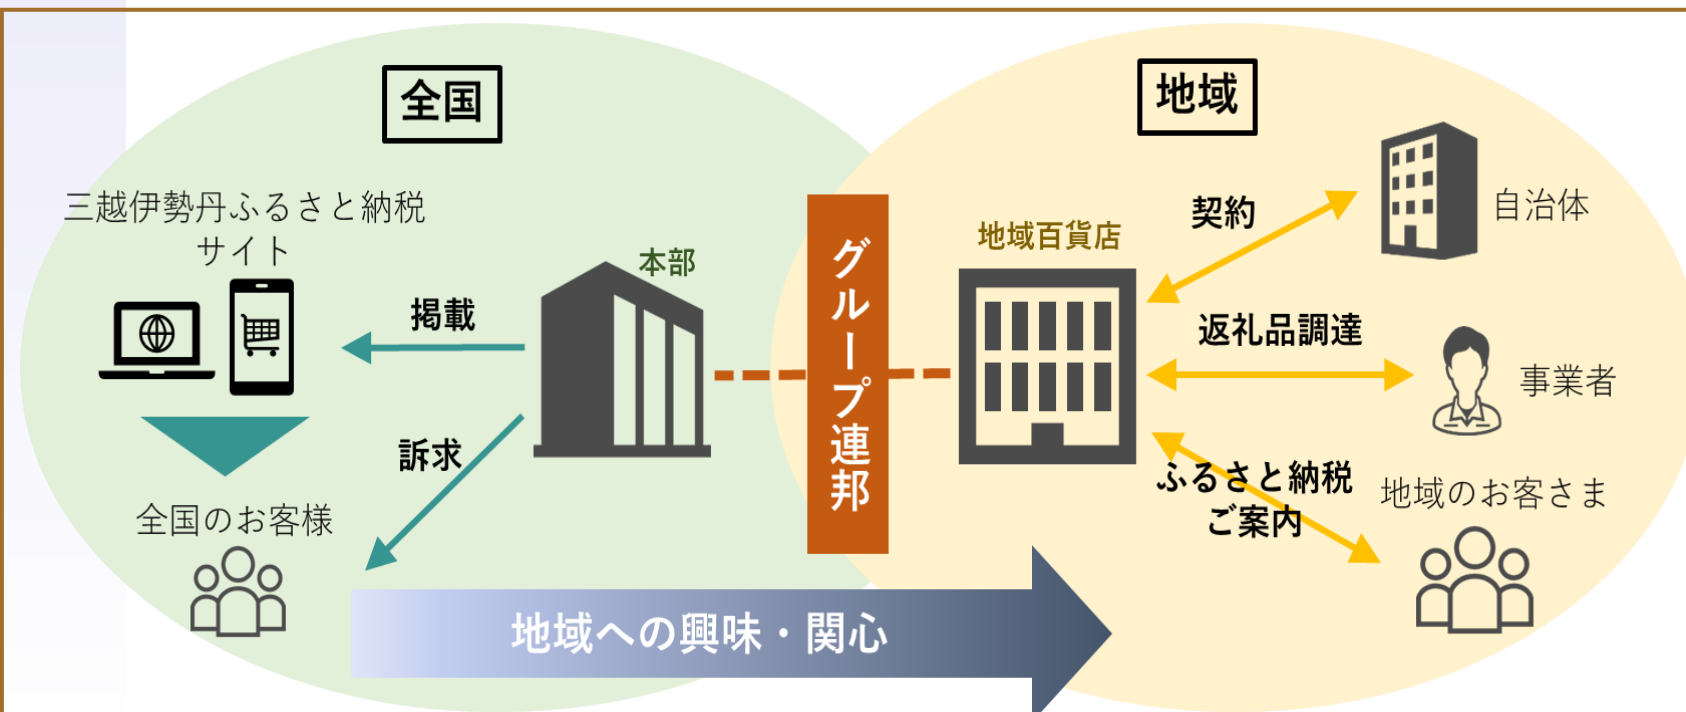 全国
三越伊勢丹ふるさと納税
サイト
本部
掲載
訴求
全国のお客様
グループ連邦
地域
地域百貨店
契約
自治体
返礼品調達
事業者
ふるさと納税
ご案内
地域のお客さま
地域への興味・関心